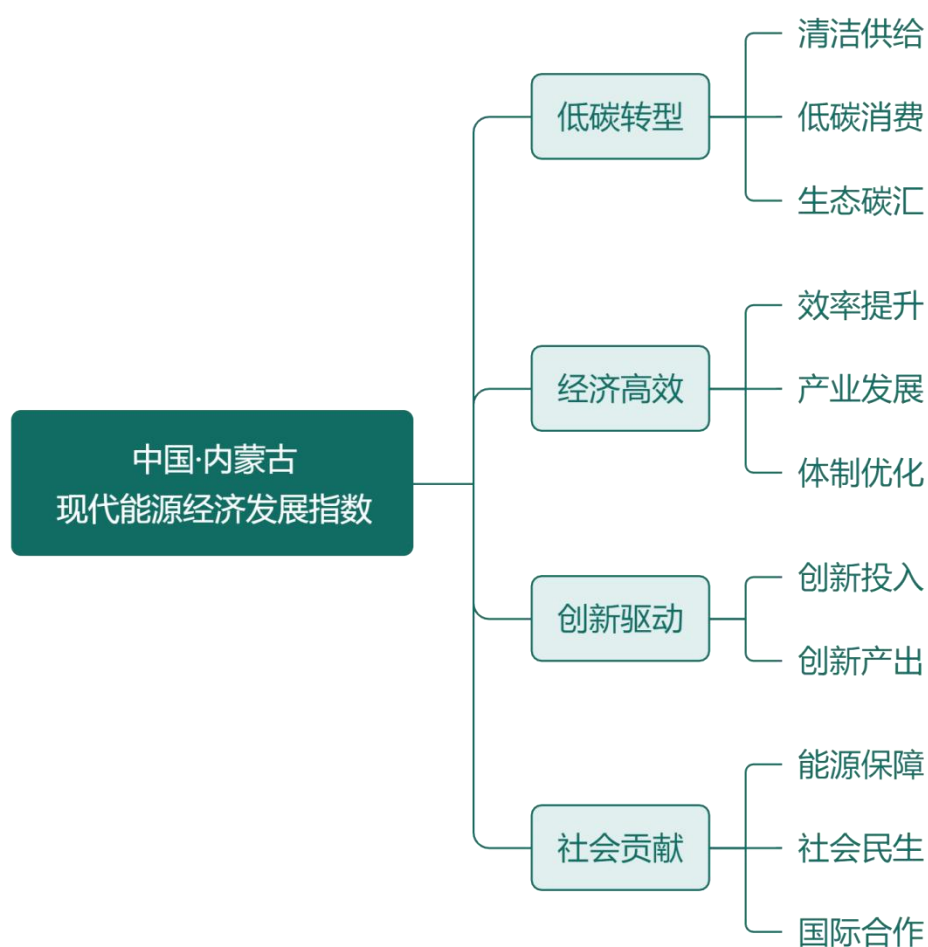 中国·内蒙古
现代能源经济发展指数
低碳转型
清洁供给
低碳消费
生态碳汇
经济高效
效率提升
产业发展
体制优化
创新驱动
创新投入
创新产出
社会贡献
能源保障
社会民生
国际合作